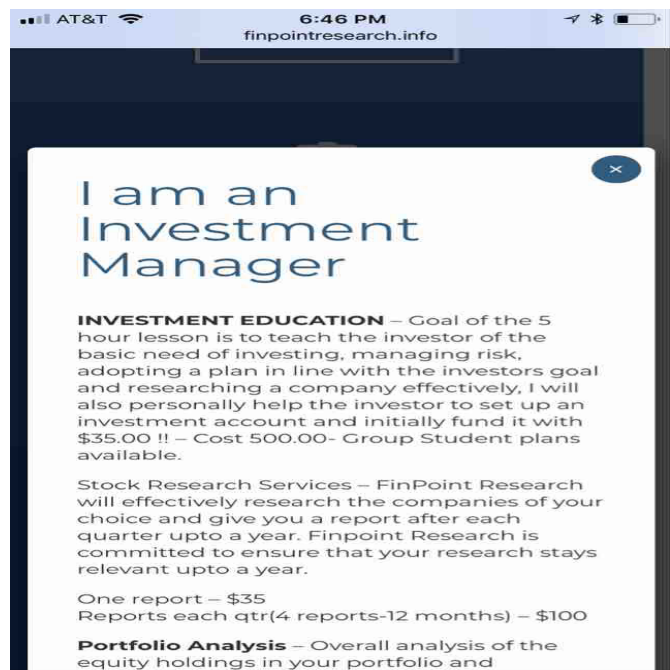 AT&T 6:46 PM
finpointresearch.info
×
I am an
Investment
Manager
INVESTMENT EDUCATION – Goal of the 5
hour lesson is to teach the investor of the
basic need of investing, managing risk,
adopting a plan in line with the investors goal
and researching a company effectively, I will
also personally help the investor to set up an
investment account and initially fund it with
$35.00 !! – Cost 500.00- Group Student plans
available.
Stock Research Services – FinPoint Research
will effectively research the companies of your
choice and give you a report after each
quarter upto a year. Finpoint Research is
committed to ensure that your research stays
relevant upto a year.
One report – $35
Reports each qtr(4 reports-12 months) – $100
Portfolio Analysis – Overall analysis of the
equity holdings in your portfolio and